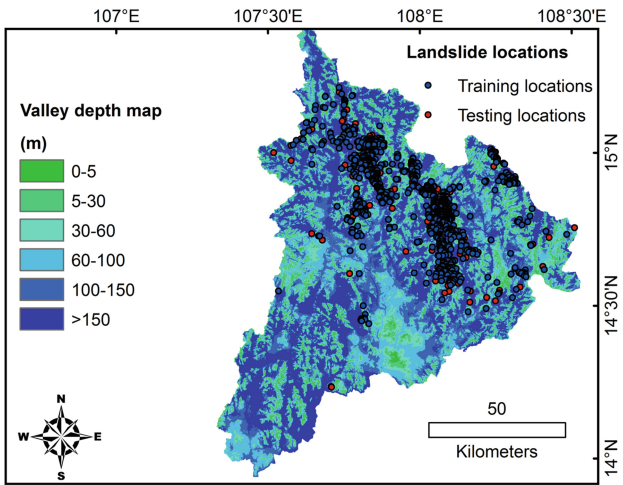 107°E
107°30'E
108°E
108°30'E
Landslide locations
Training locations
Testing locations
Valley depth map
(m)
0-5
5-30
30-60
60-100
100-150
>150
15°N
14°30'N
14°N
N
W
E
S
50
Kilometers